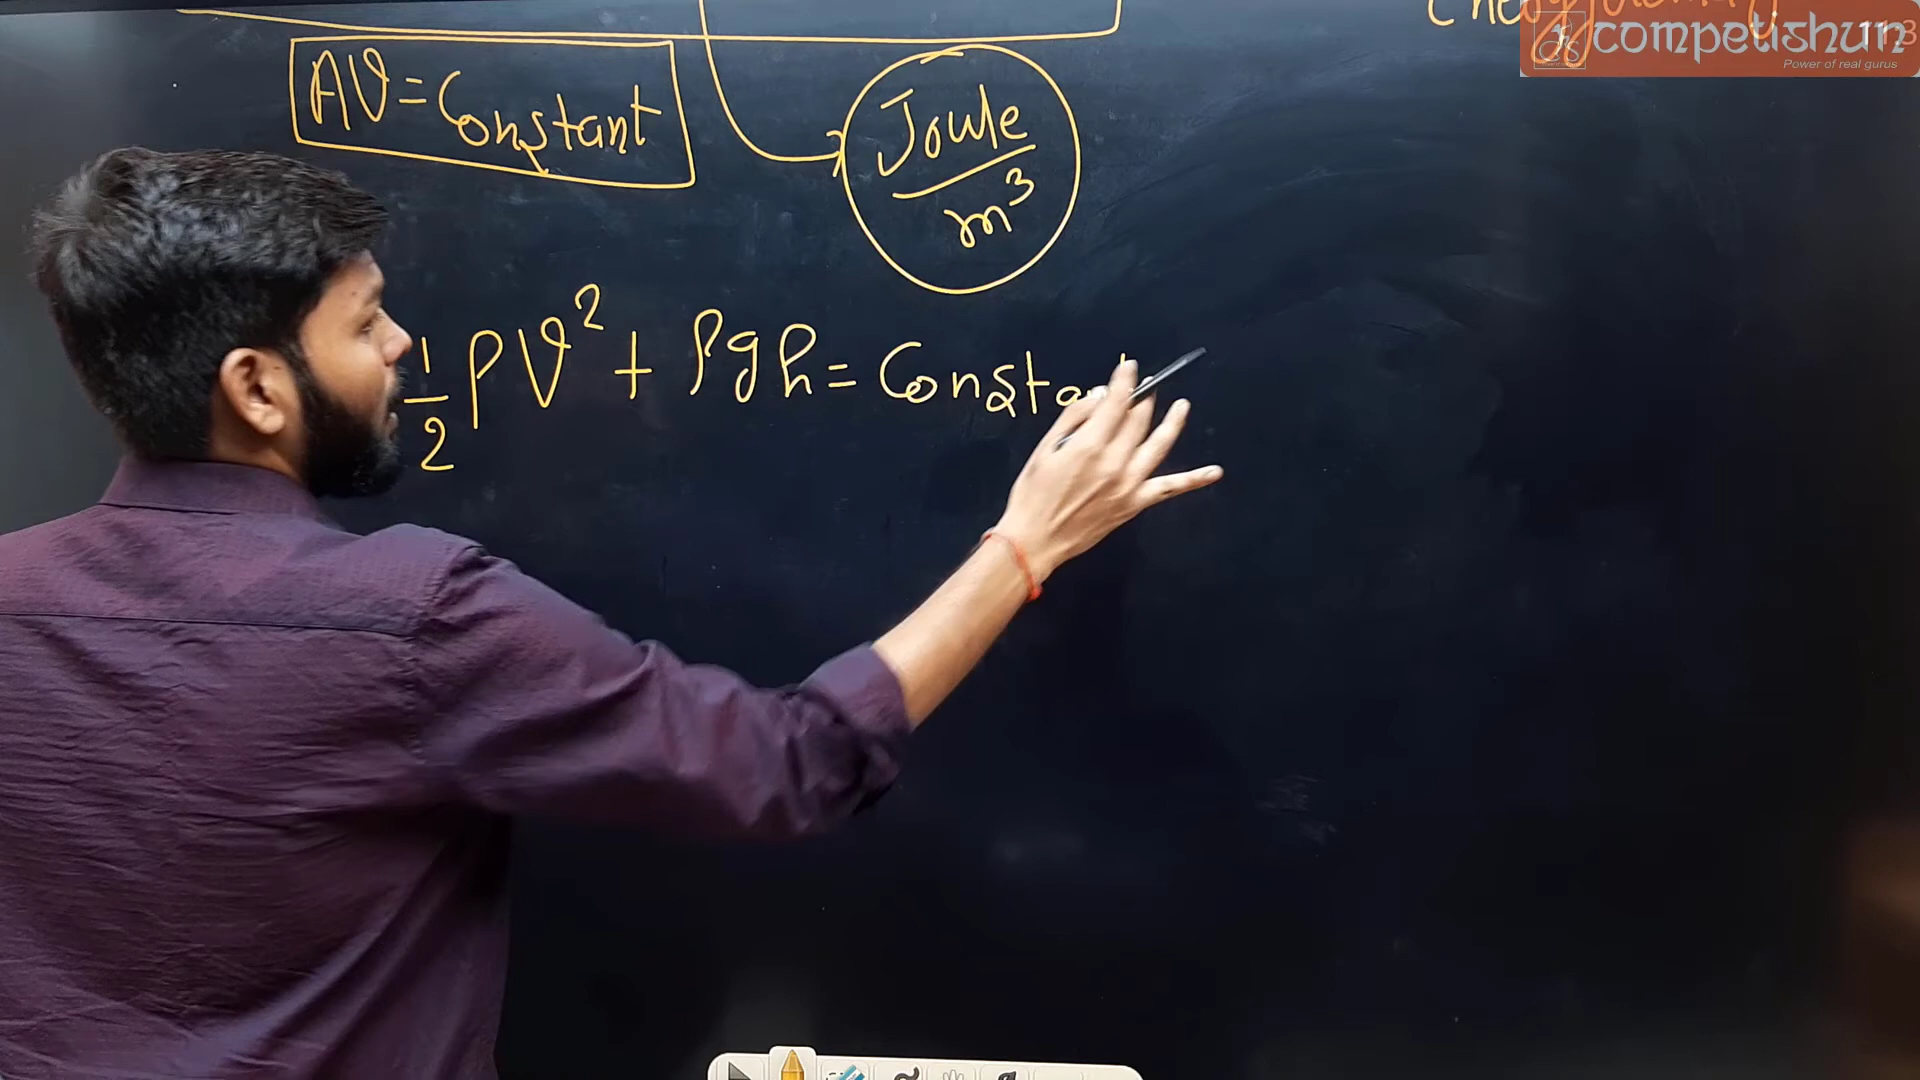 competishun
Power of real gurus
AV = Constant
Joule
m³
1/2 ρV² + ρgh = Constant